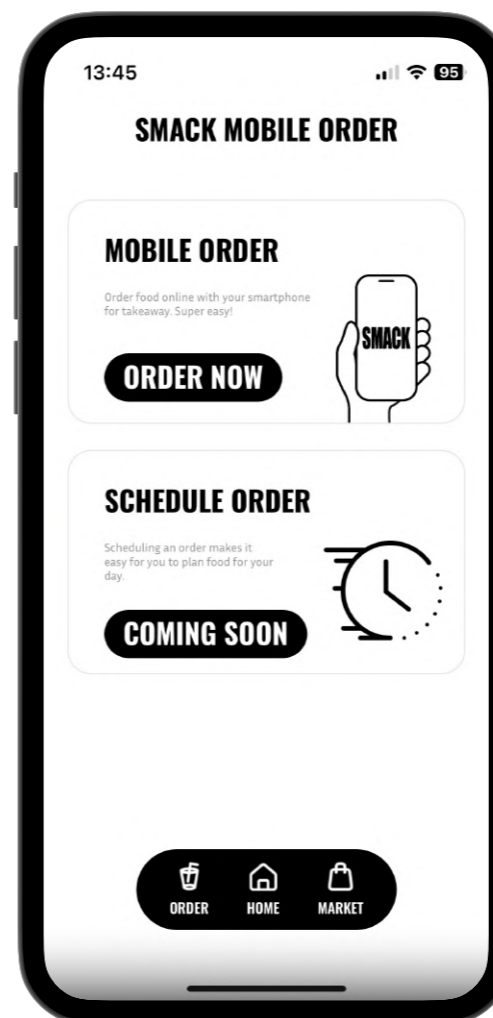 13:45
95
SMACK MOBILE ORDER
MOBILE ORDER
Order food online with your smartphone
for takeaway. Super easy!
SMACK
ORDER NOW
SCHEDULE ORDER
Scheduling an order makes it
easy for you to plan food for your
day.
COMING SOON
ORDER
HOME
MARKET